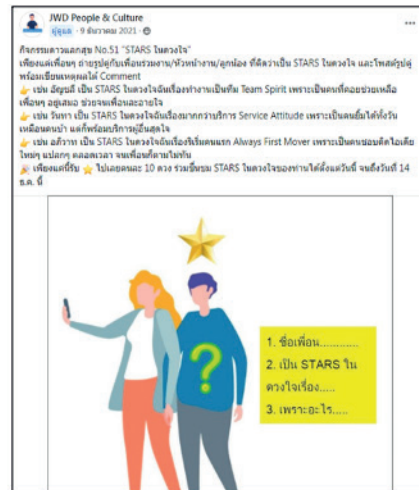 JWD People & Culture
ผู้ดูแล · 9 ธันวาคม 2021 ·
กิจกรรมดาวแลกสุข No.51 "STARS ในดวงใจ"
เพียงแค่เพื่อนๆ ถ่ายรูปคู่กับเพื่อนร่วมงาน/หัวหน้างาน/ลูกน้อง ที่คิดว่าเป็น STARS ในดวงใจ และโพสต์รูปคู่
พร้อมเขียนเหตุผลใต้ Comment
👉 เช่น อัญชลี เป็น STARS ในดวงใจฉันเรื่องทำงานเป็นทีม Team Spirit เพราะเป็นคนที่คอยช่วยเหลือ
เพื่อนๆ อยู่เสมอ ช่วยจนเพื่อนละอายใจ
👉 เช่น วันทา เป็น STARS ในดวงใจฉันเรื่องมากกว่าบริการ Service Attitude เพราะเป็นคนยิ้มได้ทั้งวัน
เหมือนคนบ้า แต่ก็พร้อมบริการผู้อื่นสุดใจ
👉 เช่น อภิวาท เป็น STARS ในดวงใจฉันเรื่องริเริ่มคนแรก Always First Mover เพราะเป็นคนชอบคิดไอเดีย
ใหม่ๆ แปลกๆ ตลอดเวลา จนเพื่อนก็ตามไม่ทัน
🎉 เพียงแค่นี้รับ ⭐ ไปเลยคนละ 10 ดวง ร่วมชื่นชม STARS ในดวงใจของท่านได้ตั้งแต่วันนี้ จนถึงวันที่ 14
ธ.ค. นี้
1. ชื่อเพื่อน............
2. เป็น STARS ใน
ดวงใจเรื่อง.....
3. เพราะอะไร.....